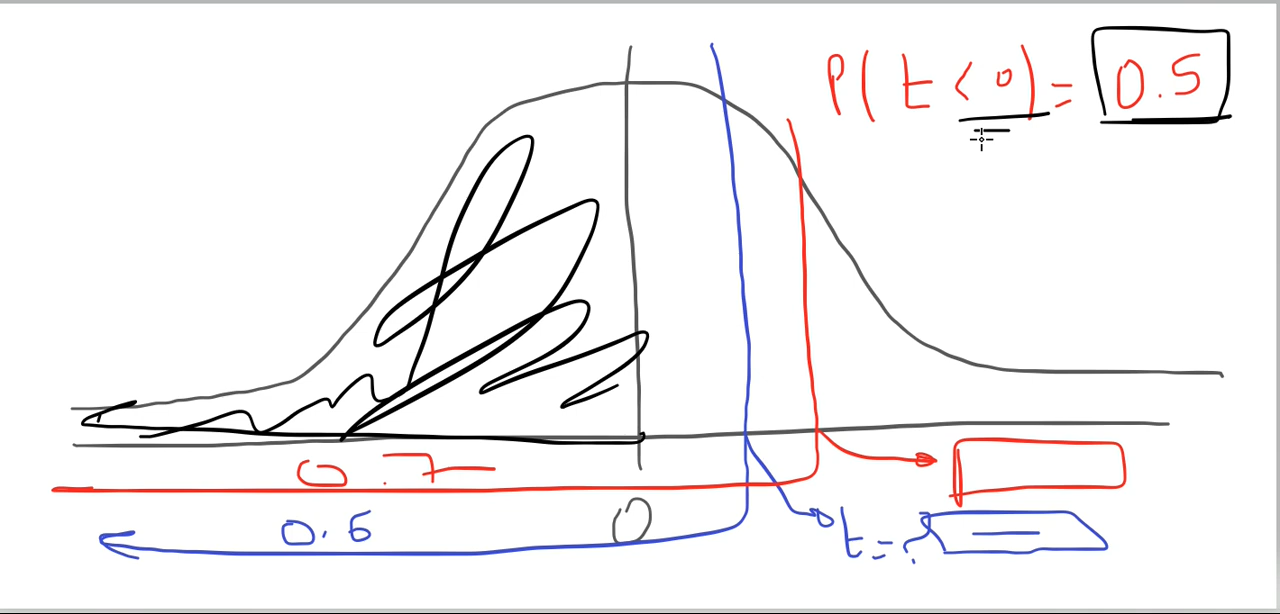 P(t < 0) = 0.5
0.7
0
0.6
t = ?